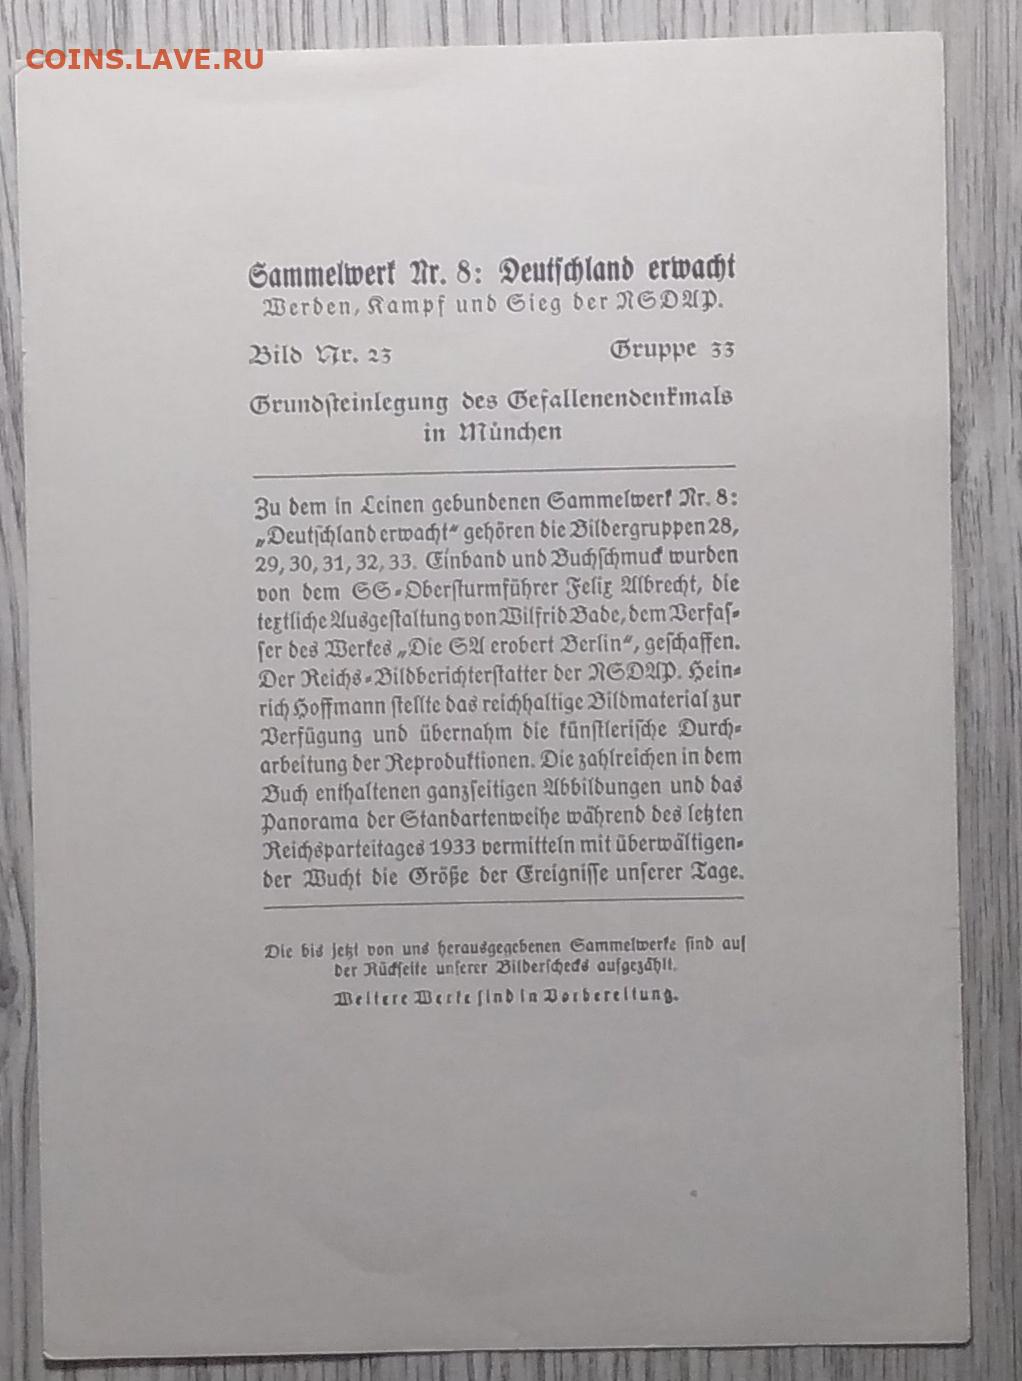 COINS.LAVE.RU
Sammelwerk Nr. 8: Deutschland erwacht
Werden, Kampf und Sieg der NSDAP.
Bild Nr. 23 Gruppe 33
Grundsteinlegung des Gefallenendenkmals
in München
Zu dem in Leinen gebundenen Sammelwerk Nr. 8:
„Deutschland erwacht“ gehören die Bildergruppen 28,
29, 30, 31, 32, 33. Einband und Buchschmuck wurden
von dem SS-Obersturmführer Felix Albrecht, die
textliche Ausgestaltung von Wilfrid Bade, dem Verfas-
ser des Werkes „Die SA erobert Berlin“, geschaffen.
Der Reichs-Bildberichterstatter der NSDAP. Hein-
rich Hoffmann stellte das reichhaltige Bildmaterial zur
Verfügung und übernahm die künstlerische Durch-
arbeitung der Reproduktionen. Die zahlreichen in dem
Buch enthaltenen ganzseitigen Abbildungen und das
Panorama der Standartenweihe während des letzten
Reichsparteitages 1933 vermitteln mit überwältigen-
der Wucht die Größe der Ereignisse unserer Tage.
Die bis jetzt von uns herausgegebenen Sammelwerke sind auf
der Rückseite unserer Bilderschecks aufgezählt.
Weitere Werke sind in Vorbereitung.